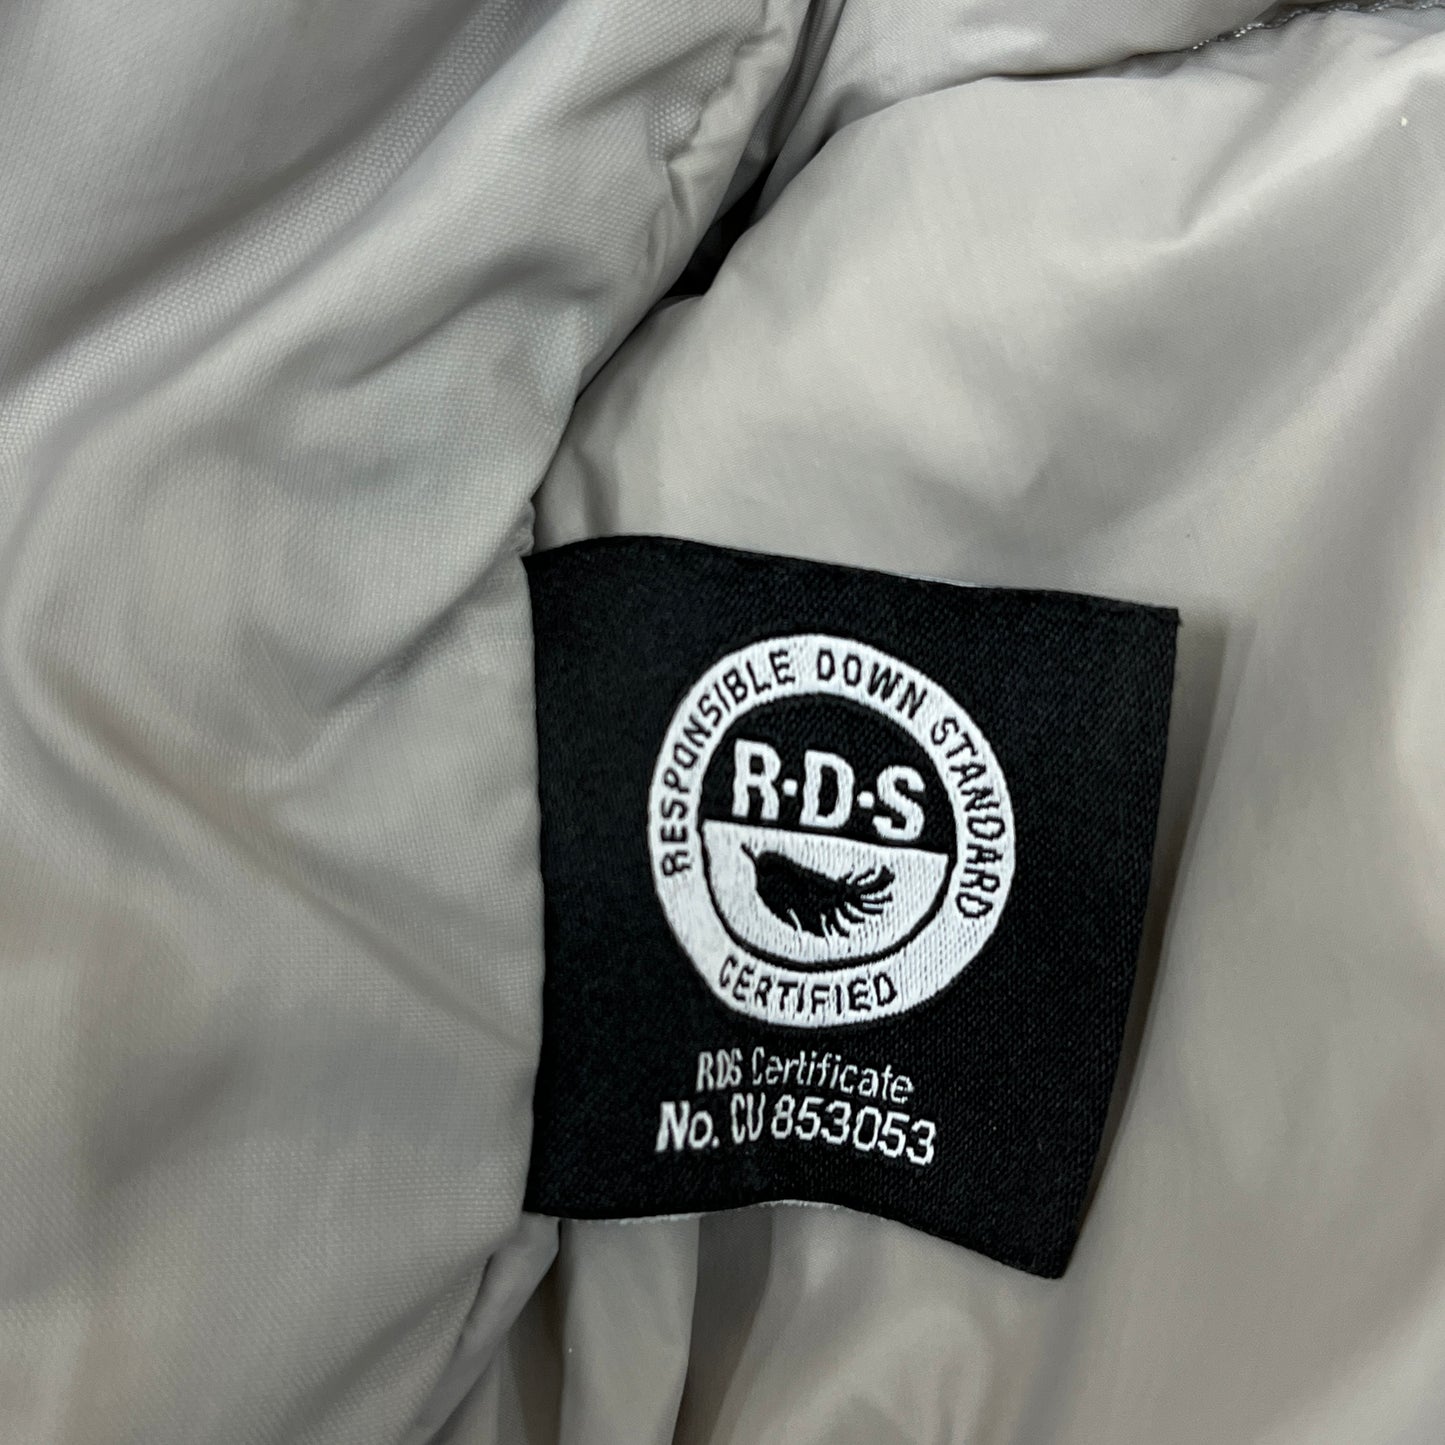 RESPONSIBLE DOWN STANDARD
R·D·S
CERTIFIED
RDS Certificate
No. CU 853053